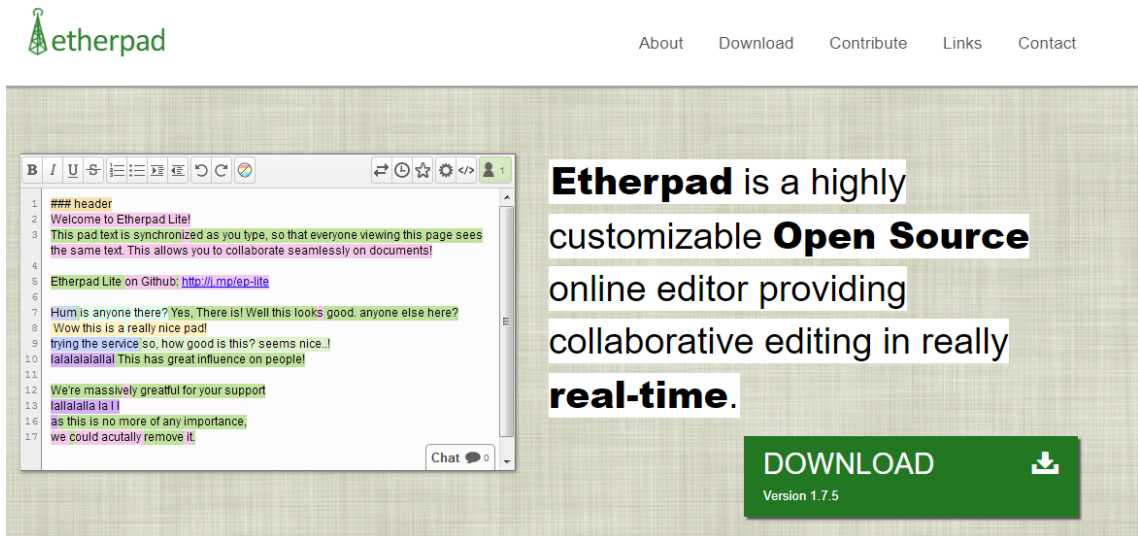 etherpad
About Download Contribute Links Contact
B I U S </> 1
1 ### header
2 Welcome to Etherpad Lite!
3 This pad text is synchronized as you type, so that everyone viewing this page sees
the same text. This allows you to collaborate seamlessly on documents!
4
5 Etherpad Lite on Github: http://j.mp/ep-lite
6
7 Hum is anyone there? Yes, There is! Well this looks good. anyone else here?
8 Wow this is a really nice pad!
9 trying the service so, how good is this? seems nice..!
10 lalalalalallal This has great influence on people!
11
12 We're massively greatful for your support
13 lallalalla la l l
16 as this is no more of any importance,
17 we could acutally remove it.
Chat 0
Etherpad is a highly
customizable Open Source
online editor providing
collaborative editing in really
real-time.
DOWNLOAD
Version 1.7.5